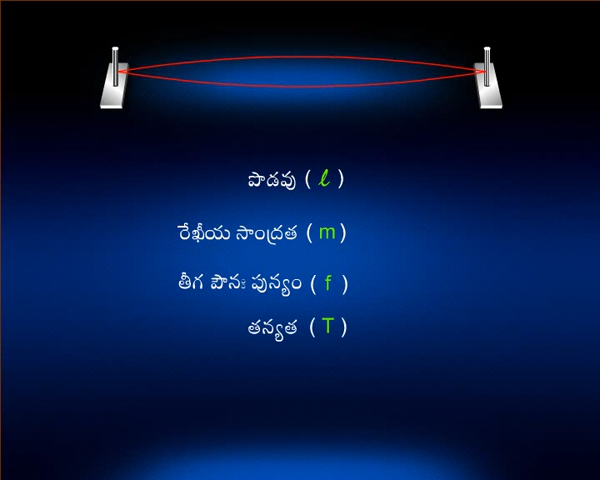 పొడవు ( ℓ )
రేఖీయ సాంద్రత ( m )
తీగ పౌనః పున్యం ( f )
తన్యత ( T )